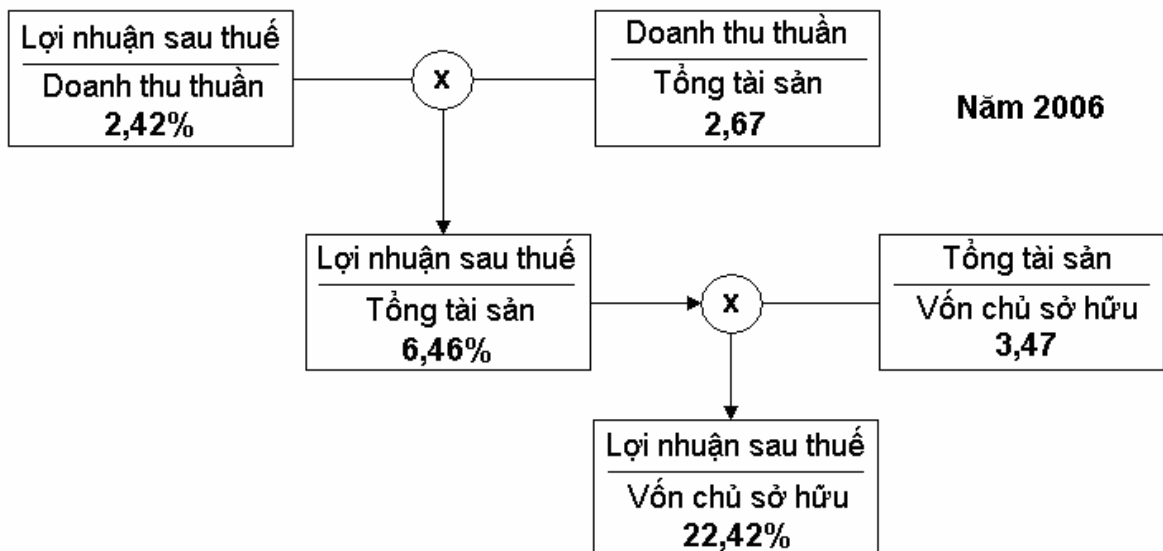 Lợi nhuận sau thuế
Doanh thu thuần
2,42%
X
Doanh thu thuần
Tổng tài sản
2,67
Năm 2006
Lợi nhuận sau thuế
Tổng tài sản
6,46%
X
Tổng tài sản
Vốn chủ sở hữu
3,47
Lợi nhuận sau thuế
Vốn chủ sở hữu
22,42%